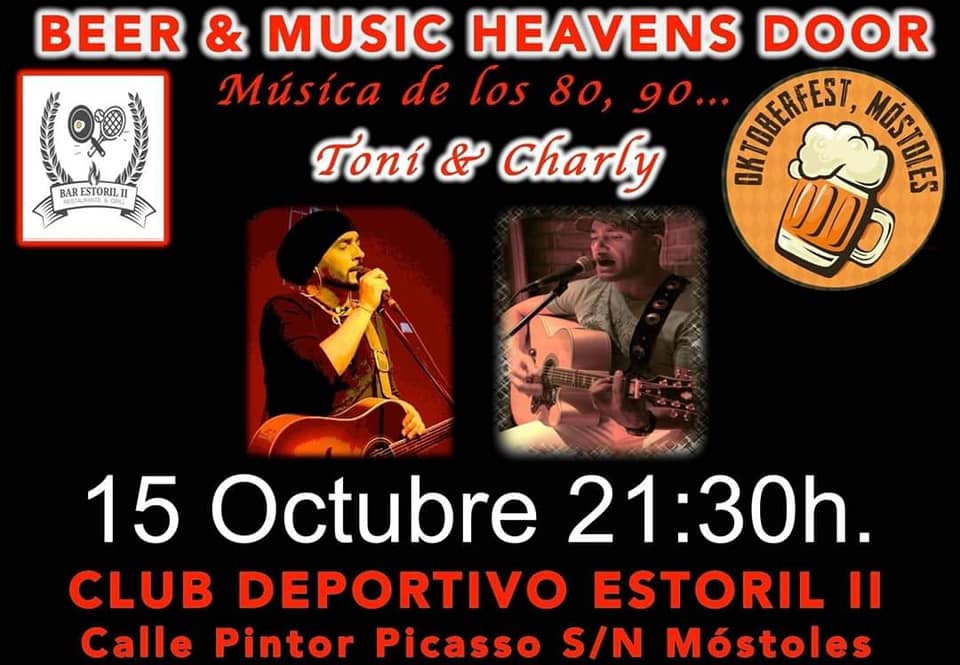 BEER & MUSIC HEAVENS DOOR
Música de los 80, 90...
Toni & Charly
BAR ESTORIL II
RESTAURANTE & GRILL
OKTOBERFEST, MÓSTOLES
15 Octubre 21:30h.
CLUB DEPORTIVO ESTORIL II
Calle Pintor Picasso S/N Móstoles